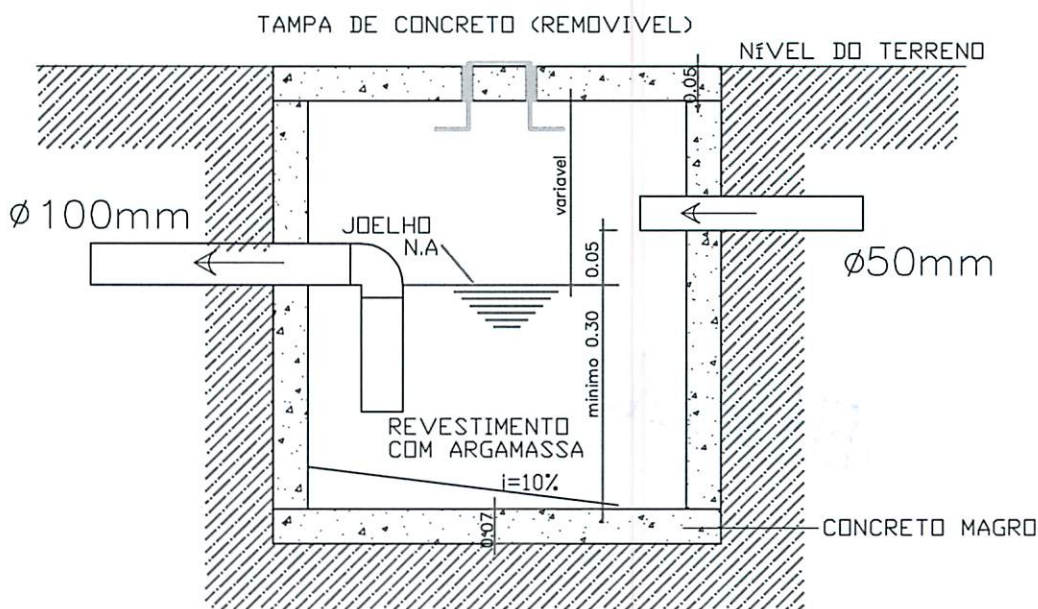 TAMPA DE CONCRETO (REMOVIVEL)
NÍVEL DO TERRENO
0.05
variavel
Ø 100mm
JOELHO
N.A
0.05
Ø50mm
minimo 0.30
REVESTIMENTO
COM ARGAMASSA
i=10%
0.07
CONCRETO MAGRO